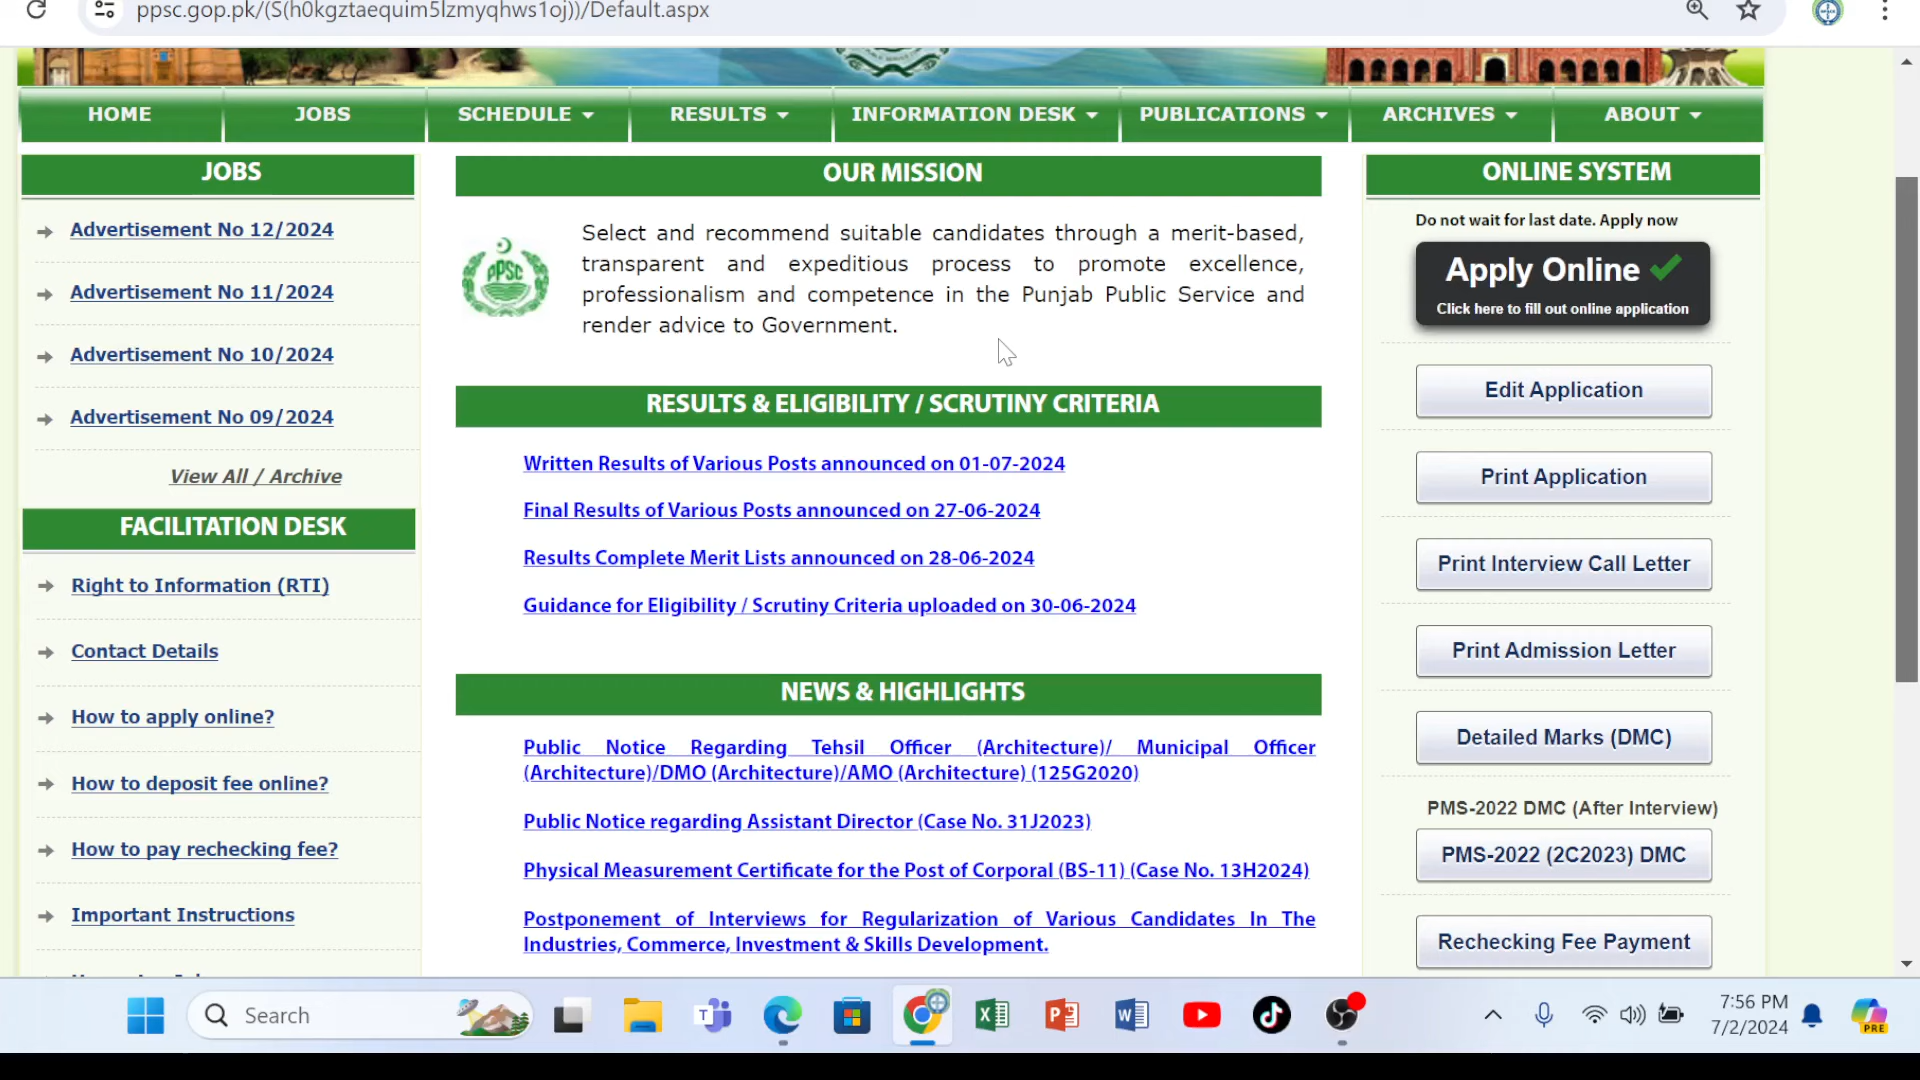 ppsc.gop.pk/(S(h0kgztaequim5lzmyqhws1oj))/Default.aspx
HOME
JOBS
SCHEDULE
RESULTS
INFORMATION DESK
PUBLICATIONS
ARCHIVES
ABOUT
JOBS
Advertisement No 12/2024
Advertisement No 11/2024
Advertisement No 10/2024
Advertisement No 09/2024
View All / Archive
FACILITATION DESK
Right to Information (RTI)
Contact Details
How to apply online?
How to deposit fee online?
How to pay rechecking fee?
Important Instructions
OUR MISSION
PPSC
Select and recommend suitable candidates through a merit-based,
transparent and expeditious process to promote excellence,
professionalism and competence in the Punjab Public Service and
render advice to Government.
RESULTS & ELIGIBILITY / SCRUTINY CRITERIA
Written Results of Various Posts announced on 01-07-2024
Final Results of Various Posts announced on 27-06-2024
Results Complete Merit Lists announced on 28-06-2024
Guidance for Eligibility / Scrutiny Criteria uploaded on 30-06-2024
NEWS & HIGHLIGHTS
Public Notice Regarding Tehsil Officer (Architecture)/ Municipal Officer
(Architecture)/DMO (Architecture)/AMO (Architecture) (125G2020)
Public Notice regarding Assistant Director (Case No. 31J2023)
Physical Measurement Certificate for the Post of Corporal (BS-11) (Case No. 13H2024)
Postponement of Interviews for Regularization of Various Candidates In The
Industries, Commerce, Investment & Skills Development.
ONLINE SYSTEM
Do not wait for last date. Apply now
Apply Online
Click here to fill out online application
Edit Application
Print Application
Print Interview Call Letter
Print Admission Letter
Detailed Marks (DMC)
PMS-2022 DMC (After Interview)
PMS-2022 (2C2023) DMC
Rechecking Fee Payment
Search
7:56 PM
7/2/2024
PRE